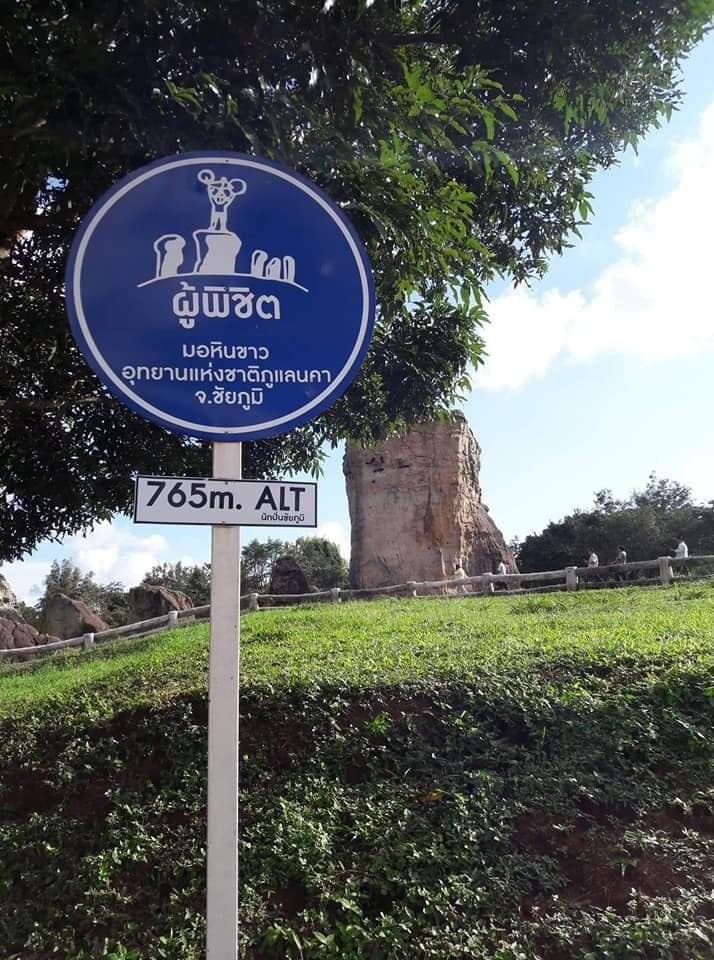 ผู้พิชิต
มอหินขาว
อุทยานแห่งชาติภูแลนคา
จ.ชัยภูมิ
765m. ALT
นักปั่นชัยภูมิ